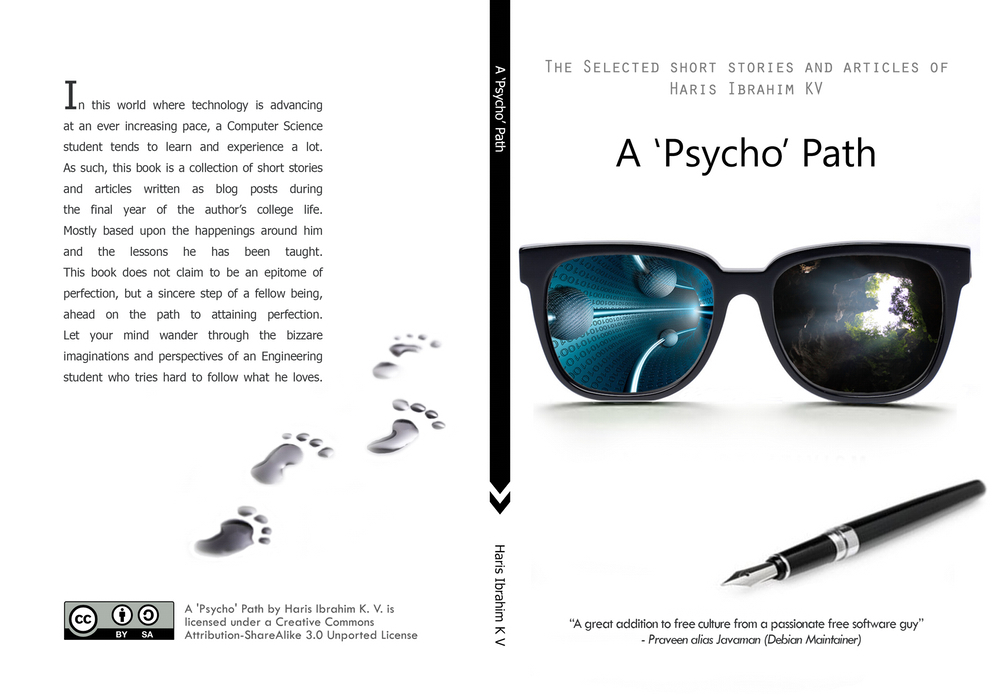 In this world where technology is advancing
at an ever increasing pace, a Computer Science
student tends to learn and experience a lot.
As such, this book is a collection of short stories
and articles written as blog posts during
the final year of the author's college life.
Mostly based upon the happenings around him
and the lessons he has been taught.
This book does not claim to be an epitome of
perfection, but a sincere step of a fellow being,
ahead on the path to attaining perfection.
Let your mind wander through the bizzare
imaginations and perspectives of an Engineering
student who tries hard to follow what he loves.
cc
BY SA
A 'Psycho' Path by Haris Ibrahim K. V. is
licensed under a Creative Commons
Attribution-ShareAlike 3.0 Unported License
A 'Psycho' Path
Haris Ibrahim K V
The Selected short stories and articles of
Haris Ibrahim KV
A 'Psycho' Path
“A great addition to free culture from a passionate free software guy”
- Praveen alias Javaman (Debian Maintainer)